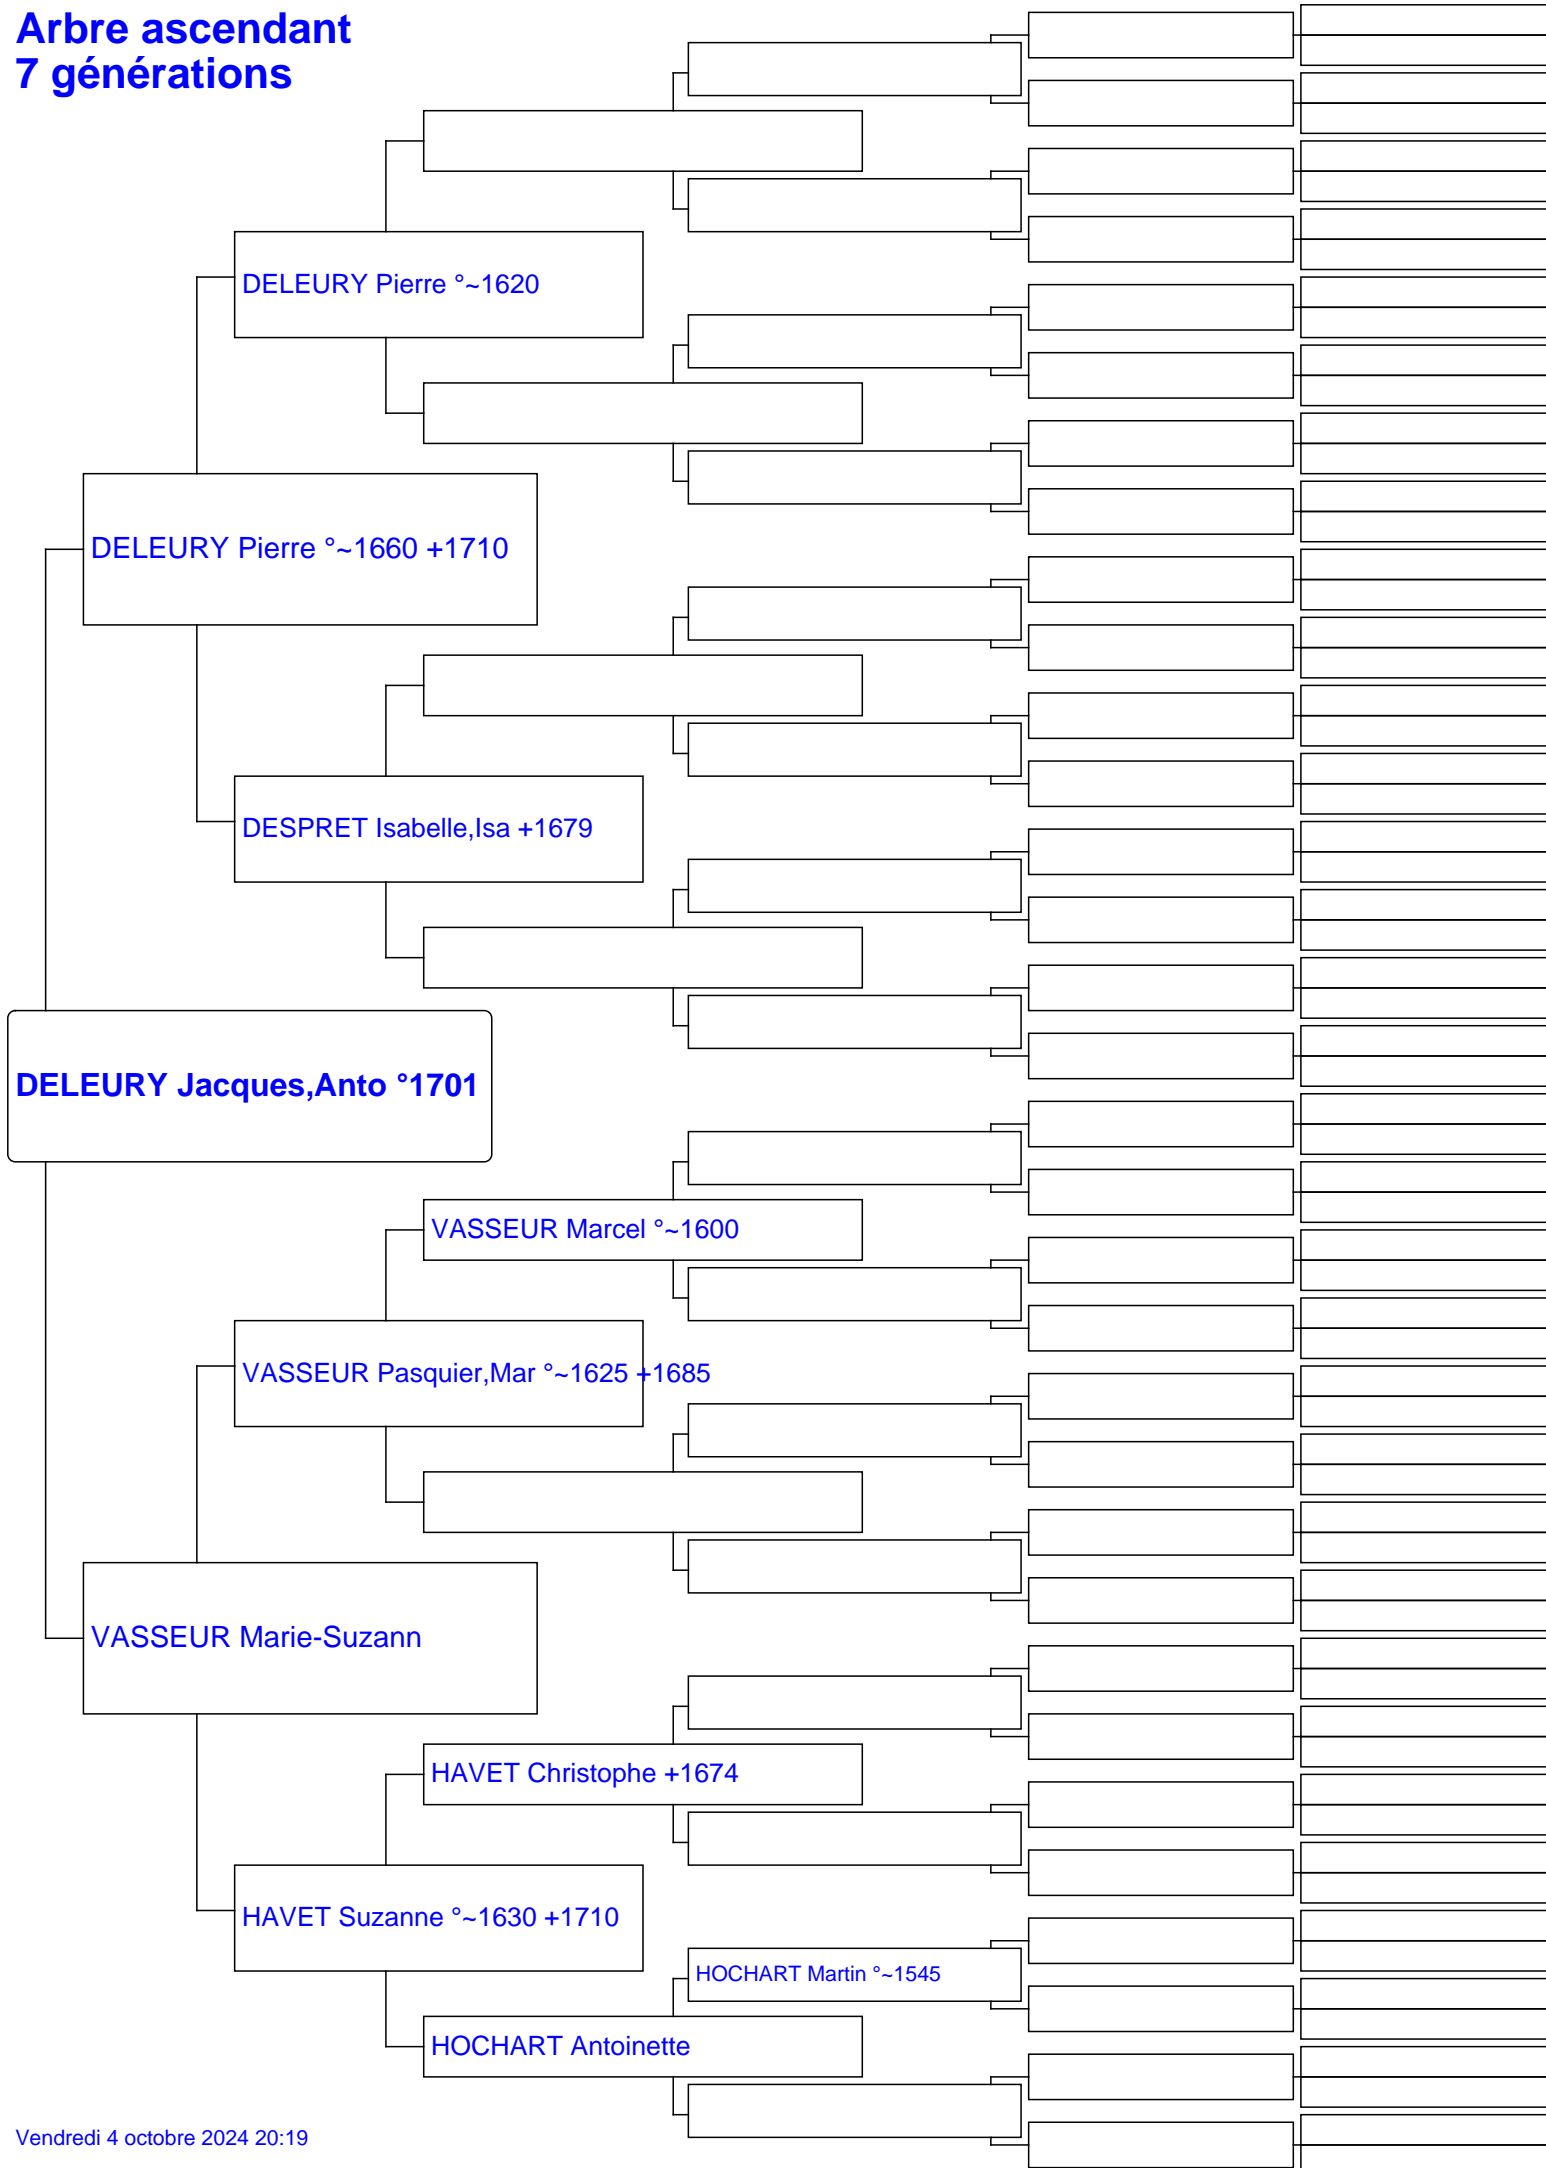 Arbre ascendant
7 générations
DELEURY Pierre °~1620
DELEURY Pierre °~1660 +1710
DESPRET Isabelle,Isa +1679
DELEURY Jacques,Anto °1701
VASSEUR Marcel °~1600
VASSEUR Pasquier,Mar °~1625 +1685
VASSEUR Marie-Suzann
HAVET Christophe +1674
HAVET Suzanne °~1630 +1710
HOCHART Martin °~1545
HOCHART Antoinette
Vendredi 4 octobre 2024 20:19